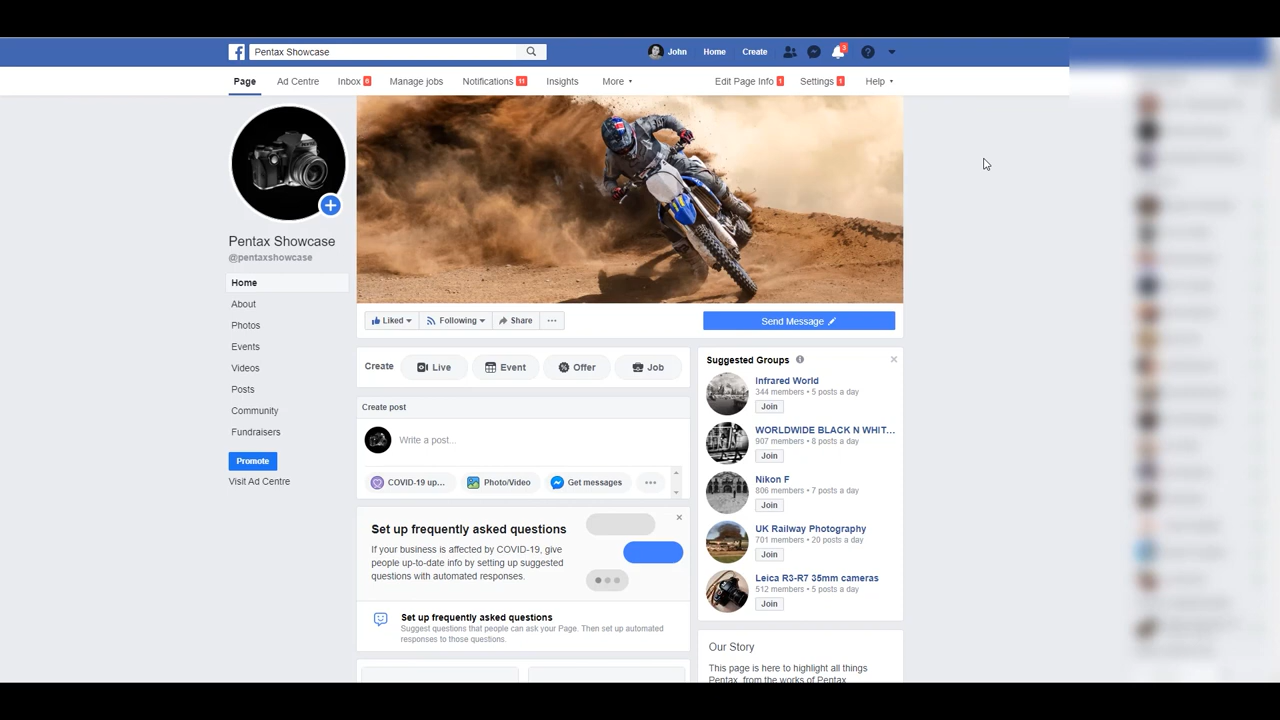 Pentax Showcase
John
Home
Create
3
Page
Ad Centre
Inbox 6
Manage jobs
Notifications 11
Insights
More
Edit Page Info 1
Settings 1
Help
Pentax Showcase
@pentaxshowcase
Home
About
Photos
Events
Videos
Posts
Community
Fundraisers
Promote
Visit Ad Centre
Liked
Following
Share
Send Message
Create
Live
Event
Offer
Job
Create post
Write a post...
COVID-19 up...
Photo/Video
Get messages
Set up frequently asked questions
If your business is affected by COVID-19, give
people up-to-date info by setting up suggested
questions with automated responses.
Set up frequently asked questions
Suggest questions that people can ask your Page. Then set up automated
responses to those questions.
Suggested Groups
Infrared World
344 members • 5 posts a day
Join
WORLDWIDE BLACK N WHIT...
907 members • 8 posts a day
Join
Nikon F
806 members • 7 posts a day
Join
UK Railway Photography
701 members • 20 posts a day
Join
Leica R3-R7 35mm cameras
512 members • 5 posts a day
Join
Our Story
This page is here to highlight all things
Pentax, from the works of Pentax